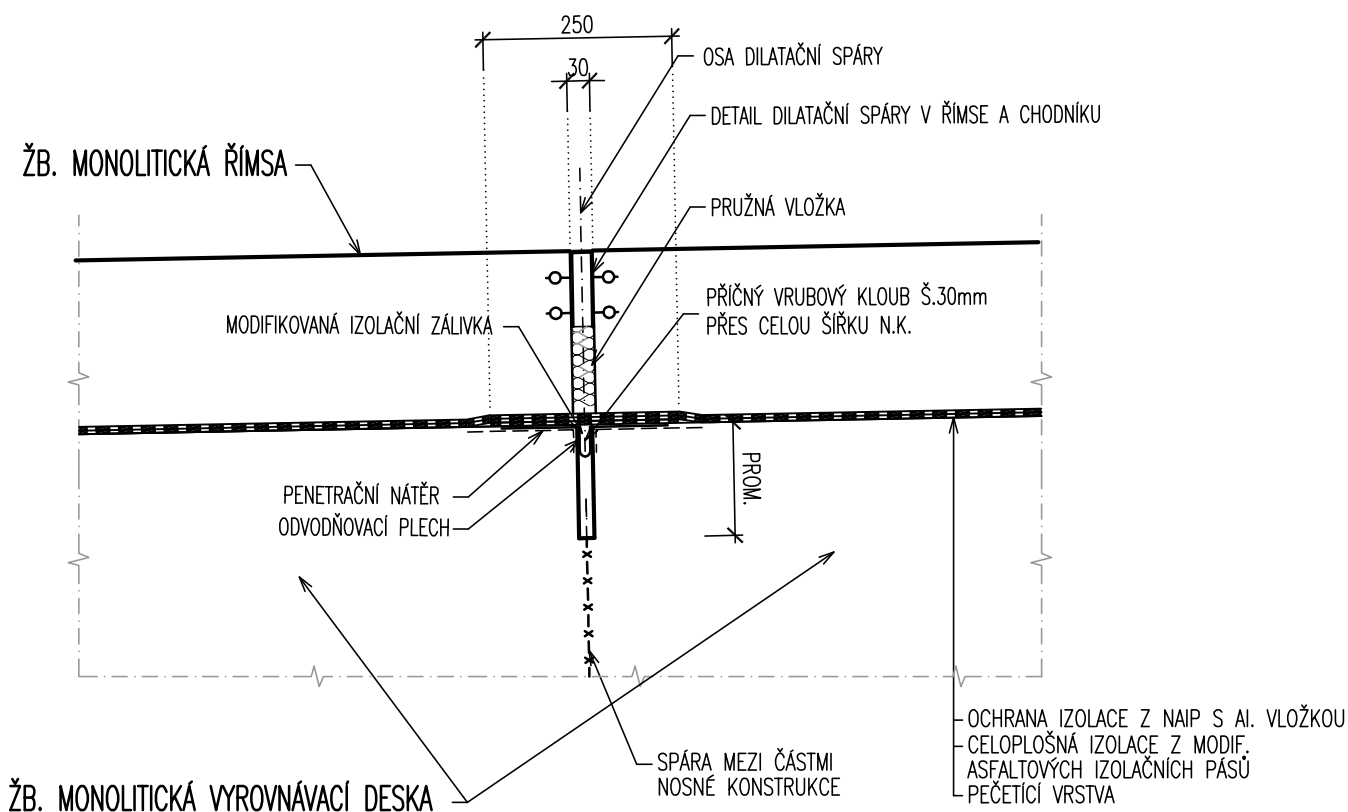 250
OSA DILATAČNÍ SPÁRY
30
DETAIL DILATAČNÍ SPÁRY V ŘÍMSE A CHODNÍKU
ŽB. MONOLITICKÁ ŘÍMSA
PRUŽNÁ VLOŽKA
PŘÍČNÝ VRUBOVÝ KLOUB Š.30mm
PŘES CELOU ŠÍŘKU N.K.
MODIFIKOVANÁ IZOLAČNÍ ZÁLIVKA
PROM.
PENETRAČNÍ NÁTĚR
ODVODŇOVACÍ PLECH
OCHRANA IZOLACE Z NAIP S Al. VLOŽKOU
CELOPLOŠNÁ IZOLACE Z MODIF.
ASFALTOVÝCH IZOLAČNÍCH PÁSŮ
PEČETÍCÍ VRSTVA
SPÁRA MEZI ČÁSTMI
NOSNÉ KONSTRUKCE
ŽB. MONOLITICKÁ VYROVNÁVACÍ DESKA